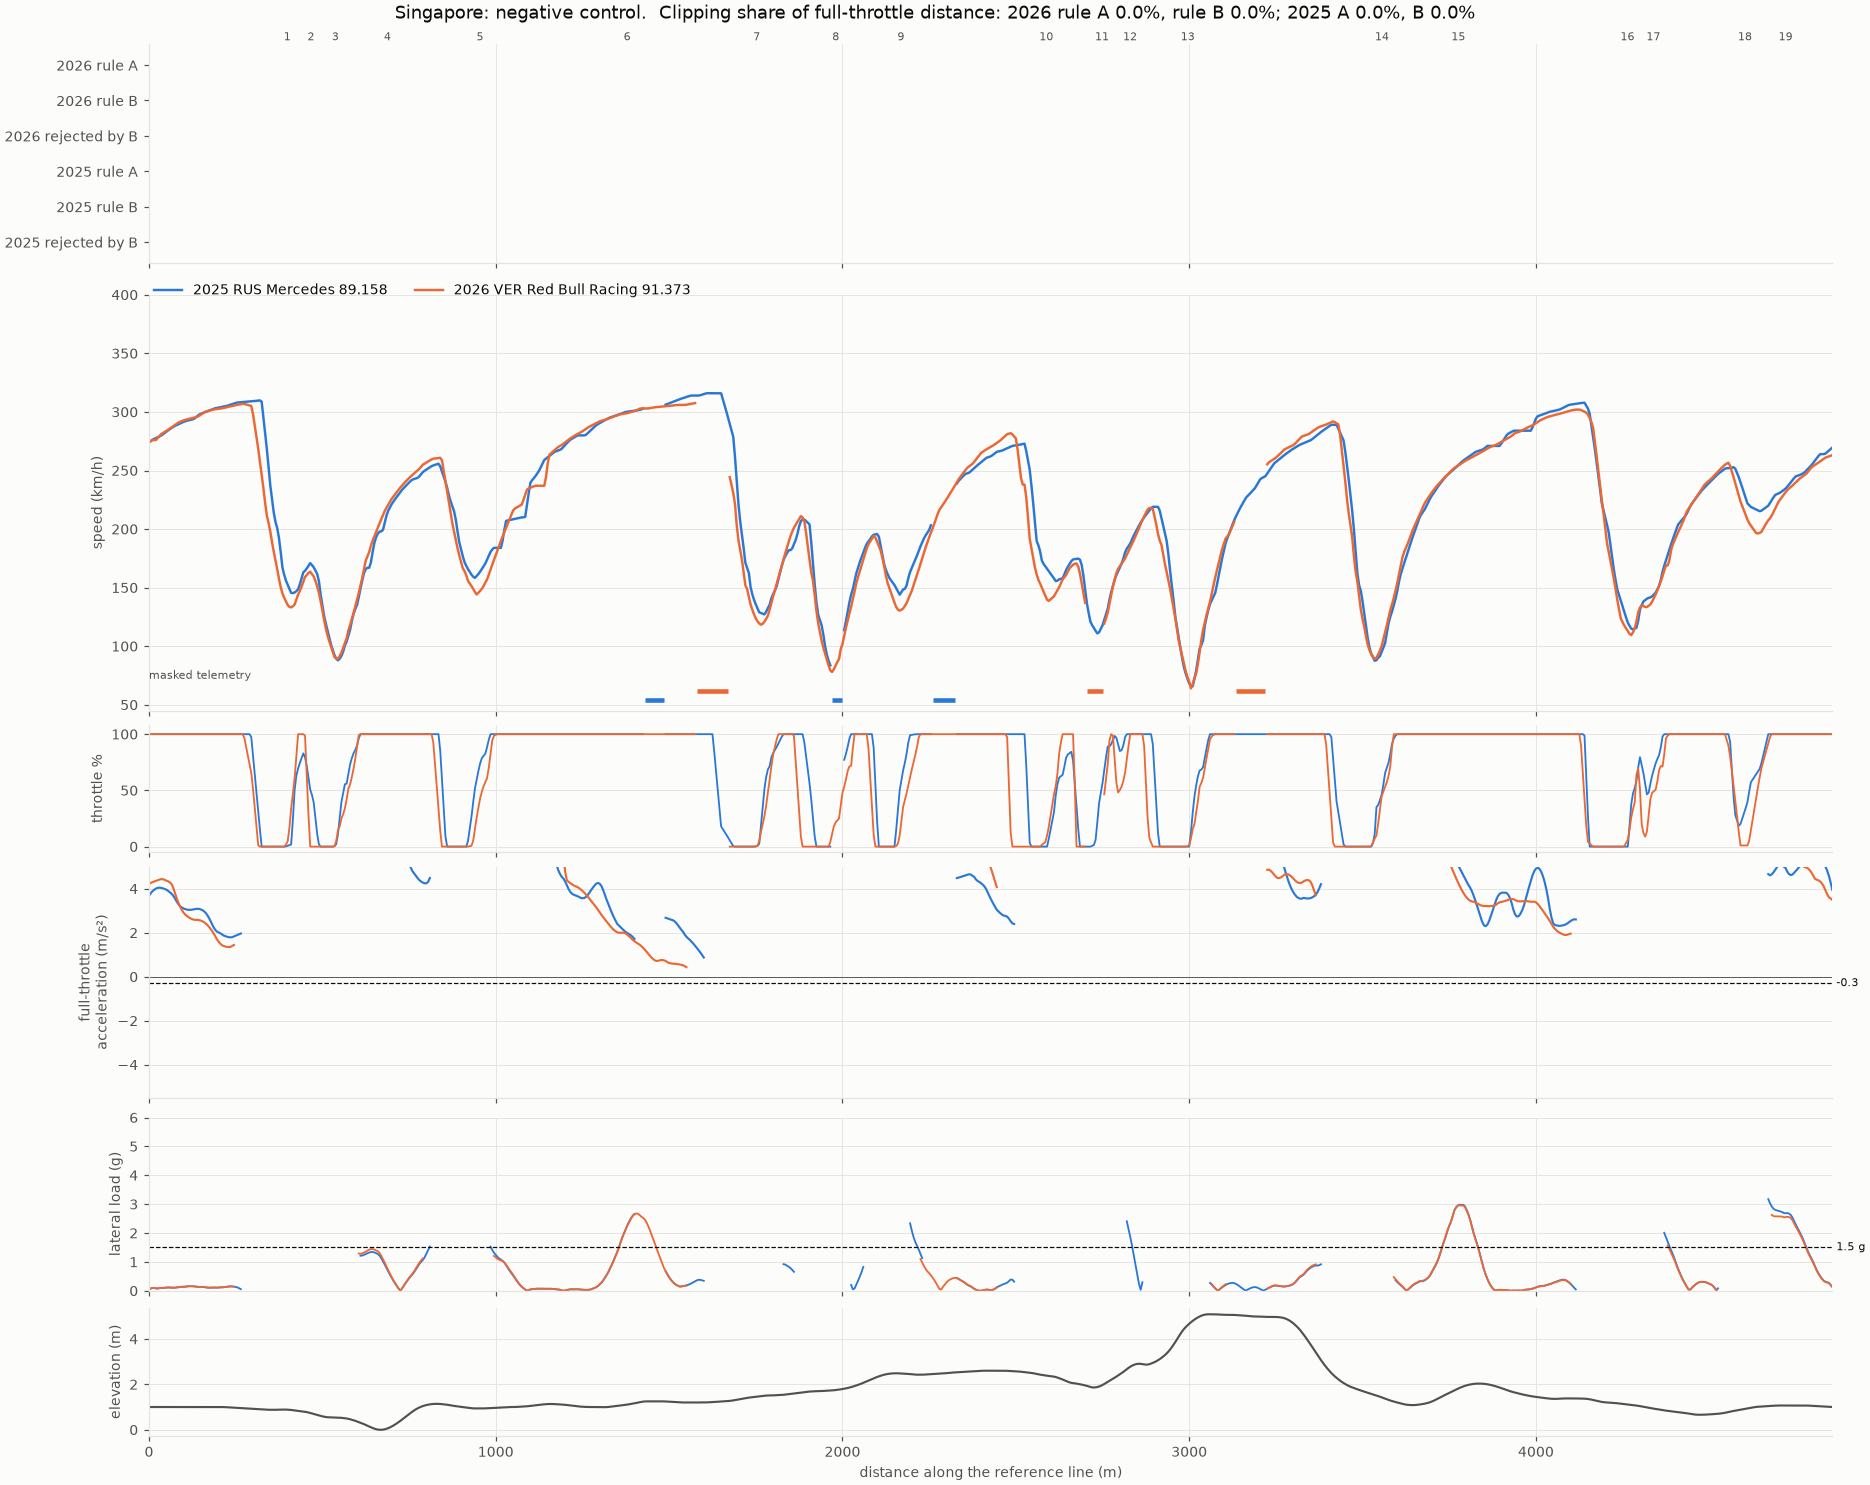 Singapore: negative control.  Clipping share of full-throttle distance: 2026 rule A 0.0%, rule B 0.0%; 2025 A 0.0%, B 0.0%
1 2 3 4 5 6 7 8 9 10 11 12 13 14 15 16 17 18 19
2026 rule A
2026 rule B
2026 rejected by B
2025 rule A
2025 rule B
2025 rejected by B
2025 RUS Mercedes 89.158
2026 VER Red Bull Racing 91.373
speed (km/h)
400
350
300
250
200
150
100
50
masked telemetry
throttle %
100
50
0
full-throttle
acceleration (m/s²)
4
2
0
−2
−4
-0.3
lateral load (g)
6
5
4
3
2
1
0
1.5 g
elevation (m)
4
2
0
0 1000 2000 3000 4000
distance along the reference line (m)